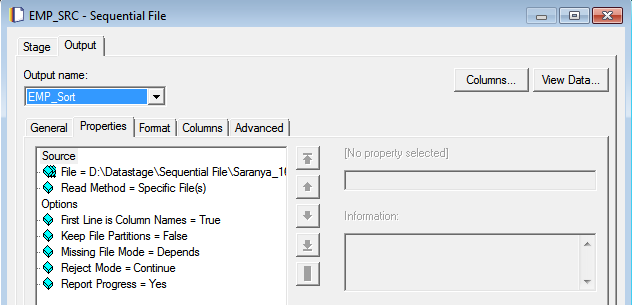 EMP_SRC - Sequential File
Stage Output
Output name:
EMP_Sort
Columns... View Data...
General Properties Format Columns Advanced
Source
File = D:\Datastage\Sequential File\Saranya_10
Read Method = Specific File(s)
Options
First Line is Column Names = True
Keep File Partitions = False
Missing File Mode = Depends
Reject Mode = Continue
Report Progress = Yes
[No property selected]
Information: